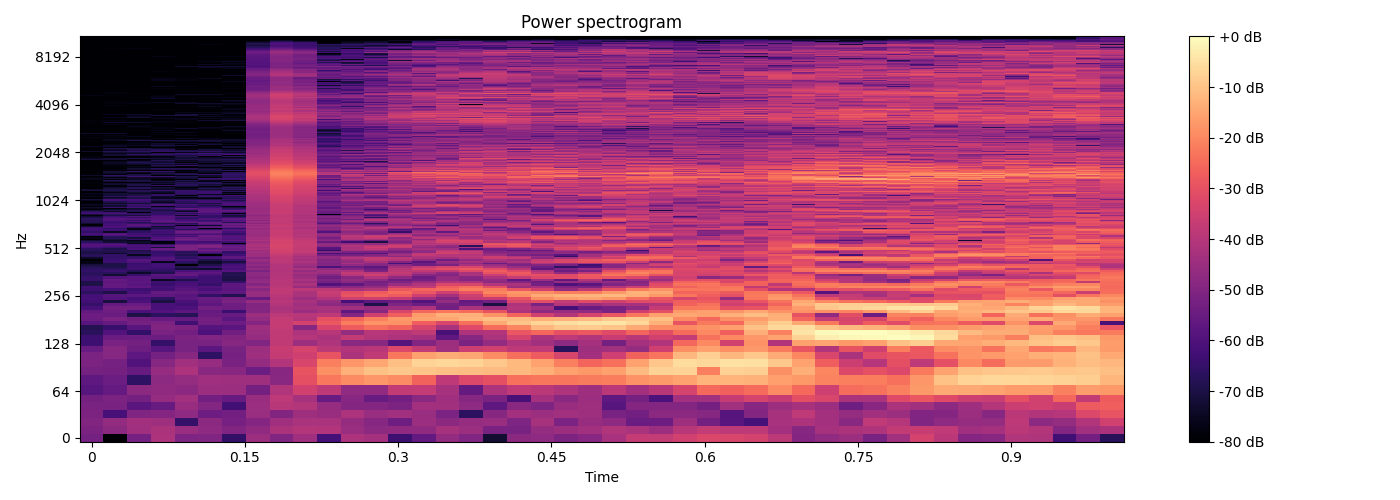 Power spectrogram
Hz
8192
4096
2048
1024
512
256
128
64
0
0 0.15 0.3 0.45 0.6 0.75 0.9
Time
+0 dB
-10 dB
-20 dB
-30 dB
-40 dB
-50 dB
-60 dB
-70 dB
-80 dB